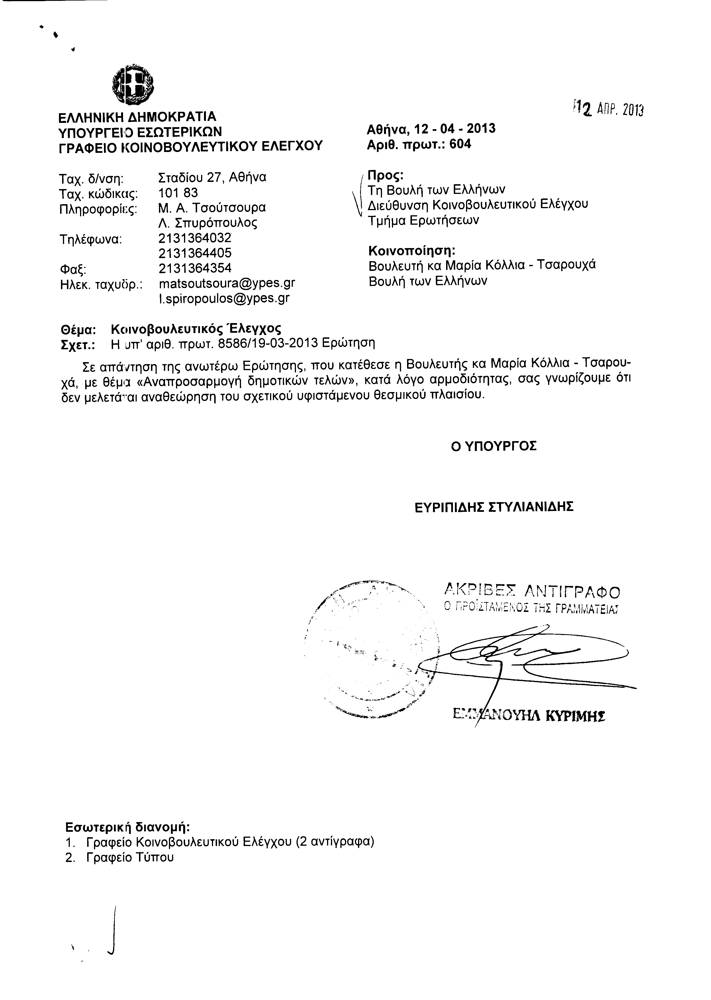 12 ΑΠΡ. 2013
ΕΛΛΗΝΙΚΗ ΔΗΜΟΚΡΑΤΙΑ
ΥΠΟΥΡΓΕΙΟ ΕΣΩΤΕΡΙΚΩΝ
ΓΡΑΦΕΙΟ ΚΟΙΝΟΒΟΥΛΕΥΤΙΚΟΥ ΕΛΕΓΧΟΥ
Αθήνα, 12 - 04 - 2013
Αριθ. πρωτ.: 604
Ταχ. δ/νση: Σταδίου 27, Αθήνα
Ταχ. κώδικας: 101 83
Πληροφορίες: Μ. Α. Τσούτσουρα
Λ. Σπυρόπουλος
Τηλέφωνα: 2131364032
2131364405
Φαξ: 2131364354
Ηλεκ. ταχυδρ.: matsoutsoura@ypes.gr
l.spiropoulos@ypes.gr
Προς:
Τη Βουλή των Ελλήνων
Διεύθυνση Κοινοβουλευτικού Ελέγχου
Τμήμα Ερωτήσεων
Κοινοποίηση:
Βουλευτή κα Μαρία Κόλλια - Τσαρουχά
Βουλή των Ελλήνων
Θέμα: Κοινοβουλευτικός Έλεγχος
Σχετ.: Η υπ' αριθ. πρωτ. 8586/19-03-2013 Ερώτηση
Σε απάντηση της ανωτέρω Ερώτησης, που κατέθεσε η Βουλευτής κα Μαρία Κόλλια - Τσαρου-
χά, με θέμα «Αναπροσαρμογή δημοτικών τελών», κατά λόγο αρμοδιότητας, σας γνωρίζουμε ότι
δεν μελετάται αναθεώρηση του σχετικού υφιστάμενου θεσμικού πλαισίου.
Ο ΥΠΟΥΡΓΟΣ
ΕΥΡΙΠΙΔΗΣ ΣΤΥΛΙΑΝΙΔΗΣ
ΑΚΡΙΒΕΣ ΑΝΤΙΓΡΑΦΟ
Ο ΠΡΟΪΣΤΑΜΕΝΟΣ ΤΗΣ ΓΡΑΜΜΑΤΕΙΑΣ
ΕΜΜΑΝΟΥΗΛ ΚΥΡΙΜΗΣ
Εσωτερική διανομή:
1. Γραφείο Κοινοβουλευτικού Ελέγχου (2 αντίγραφα)
2. Γραφείο Τύπου